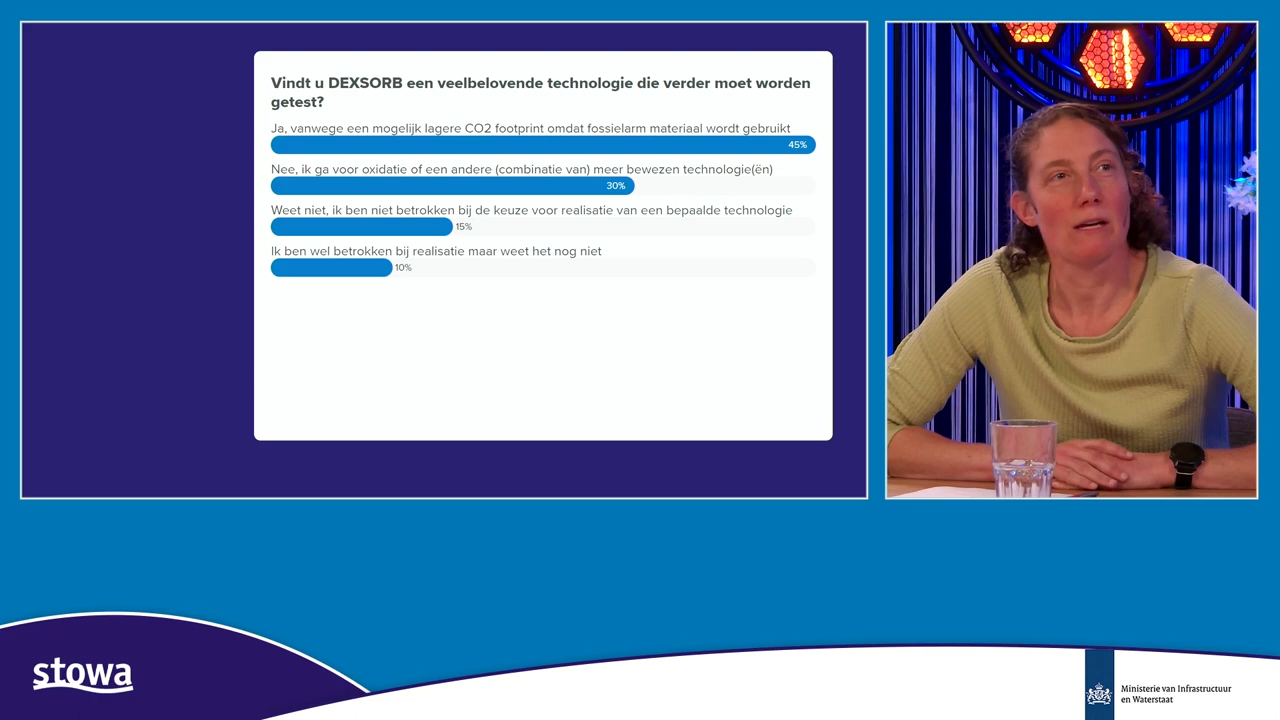 Vindt u DEXSORB een veelbelovende technologie die verder moet worden
getest?
Ja, vanwege een mogelijk lagere CO2 footprint omdat fossielarm materiaal wordt gebruikt
45%
Nee, ik ga voor oxidatie of een andere (combinatie van) meer bewezen technologie(ën)
30%
Weet niet, ik ben niet betrokken bij de keuze voor realisatie van een bepaalde technologie
15%
Ik ben wel betrokken bij realisatie maar weet het nog niet
10%
stowa
Ministerie van Infrastructuur
en Waterstaat